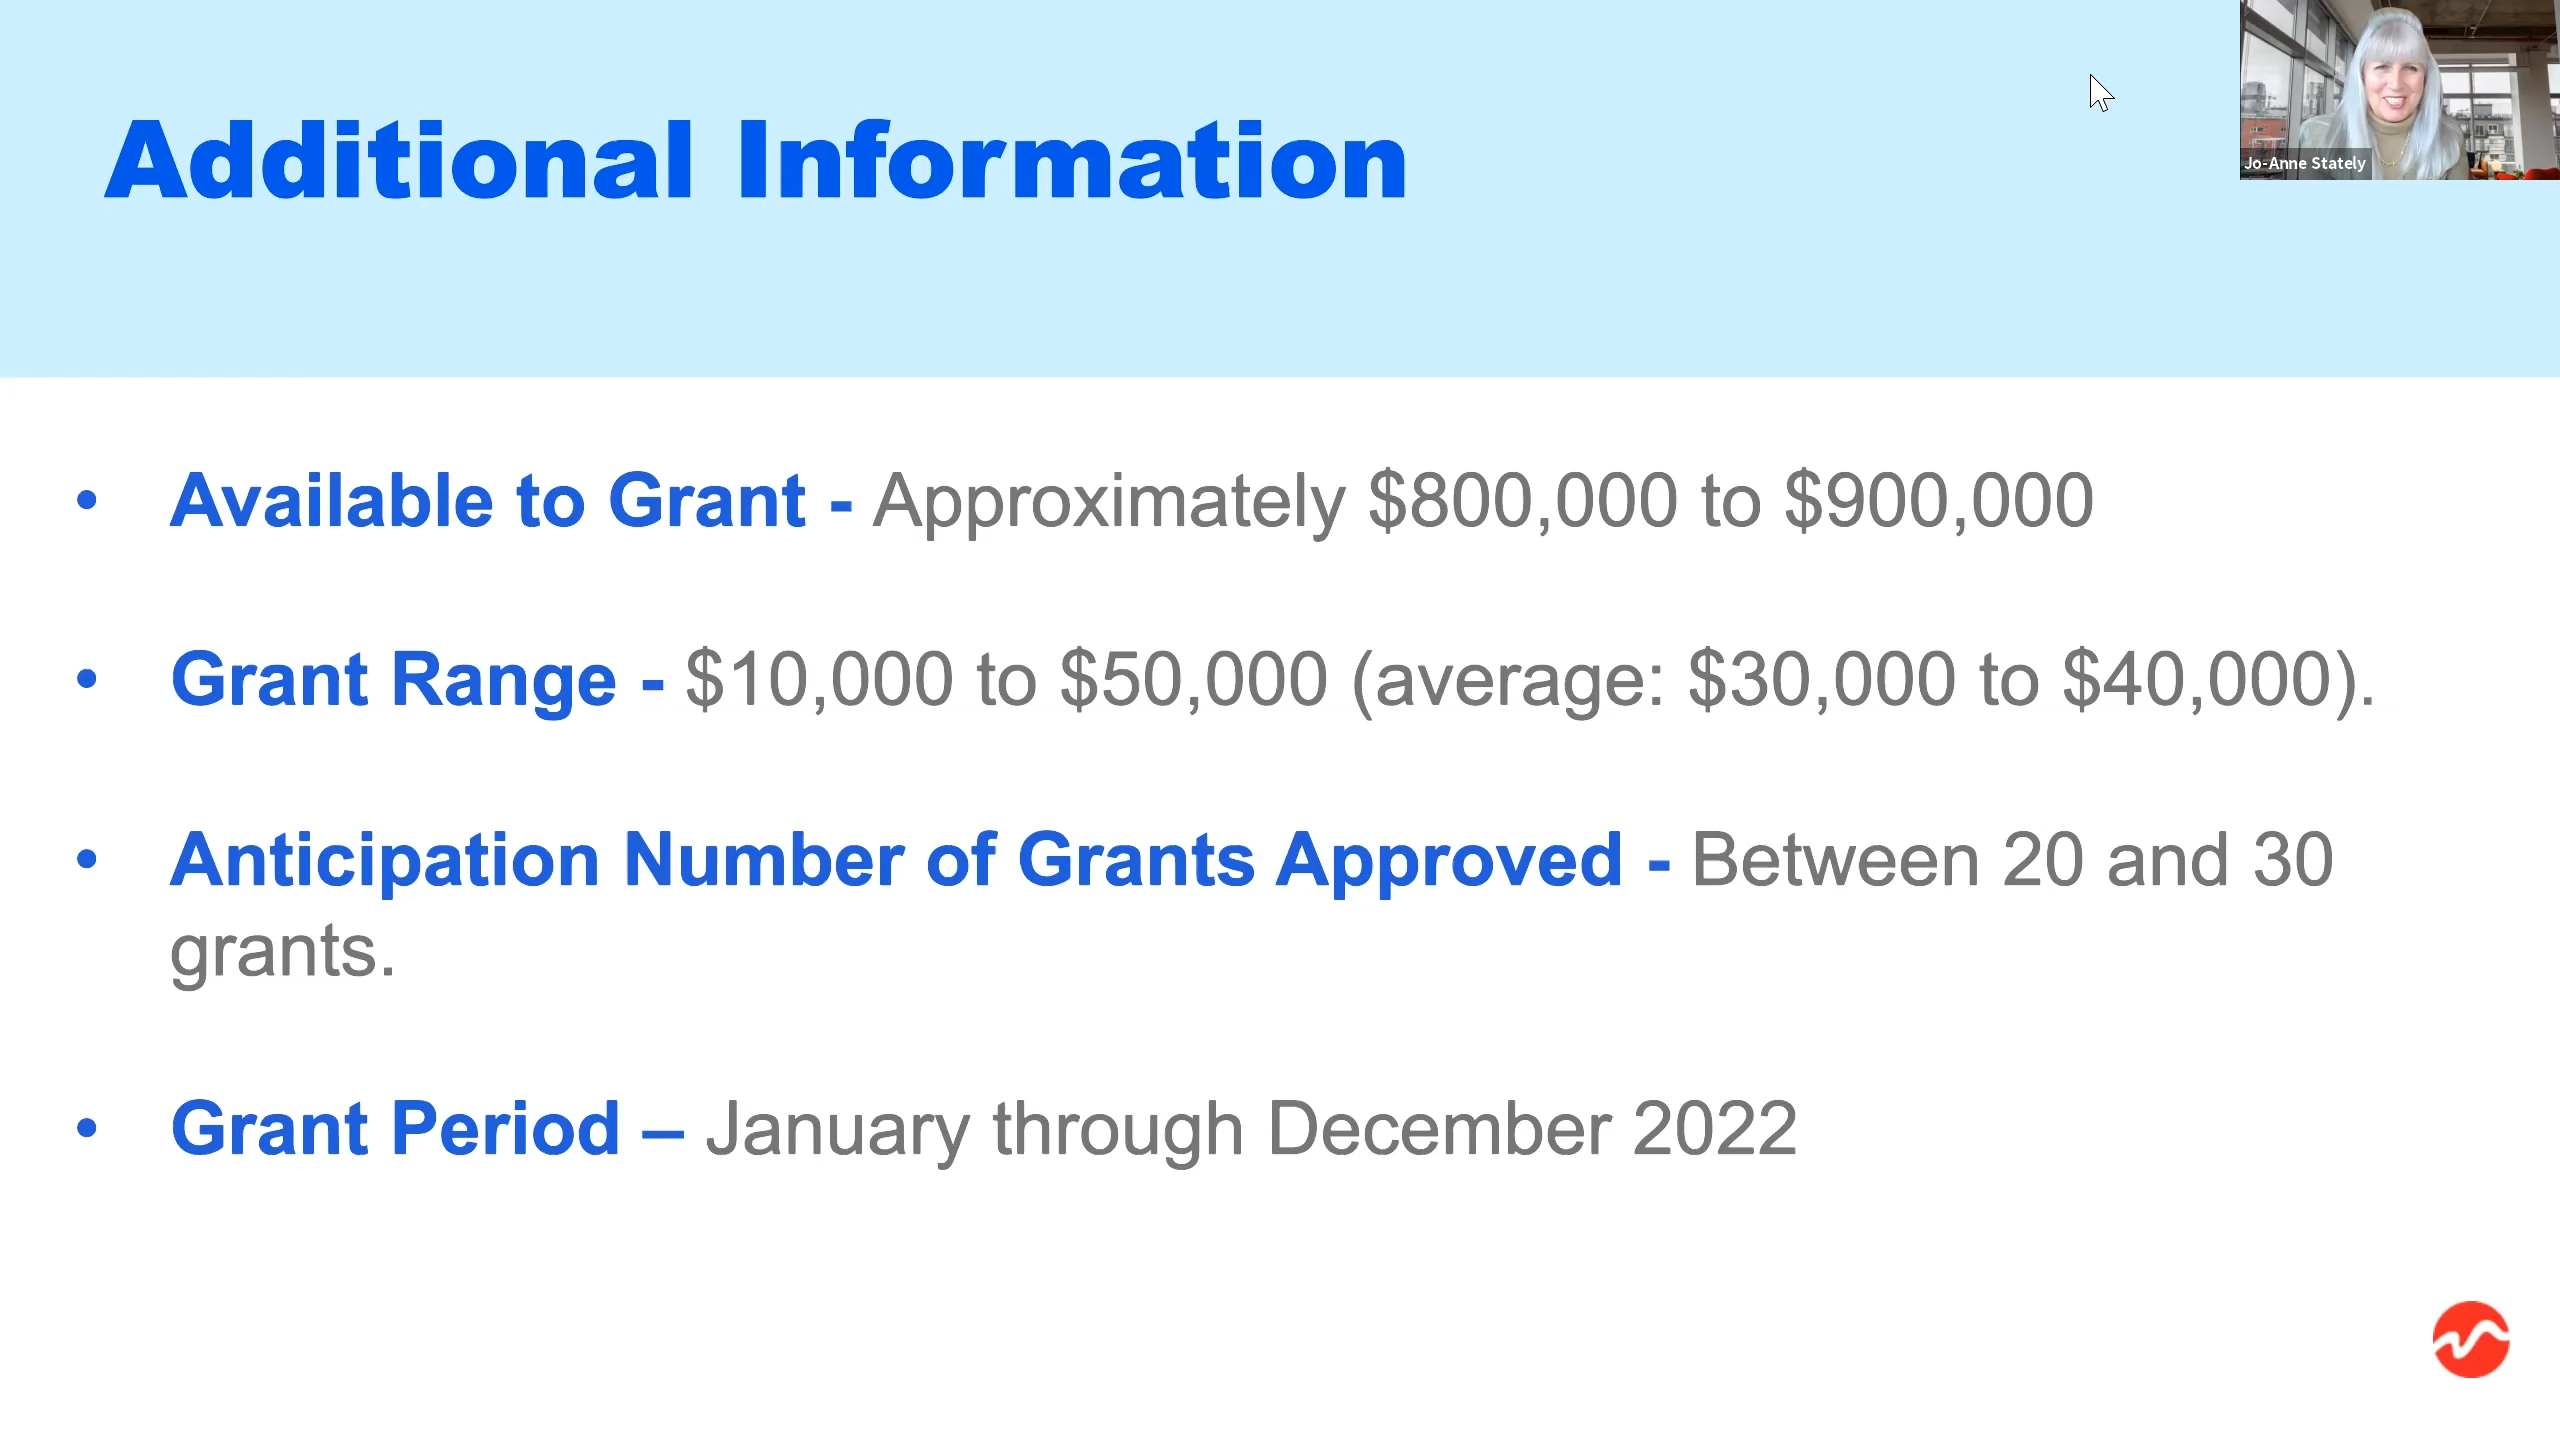 Additional Information
Jo-Anne Stately
• Available to Grant - Approximately $800,000 to $900,000
• Grant Range - $10,000 to $50,000 (average: $30,000 to $40,000).
• Anticipation Number of Grants Approved - Between 20 and 30
grants.
• Grant Period – January through December 2022